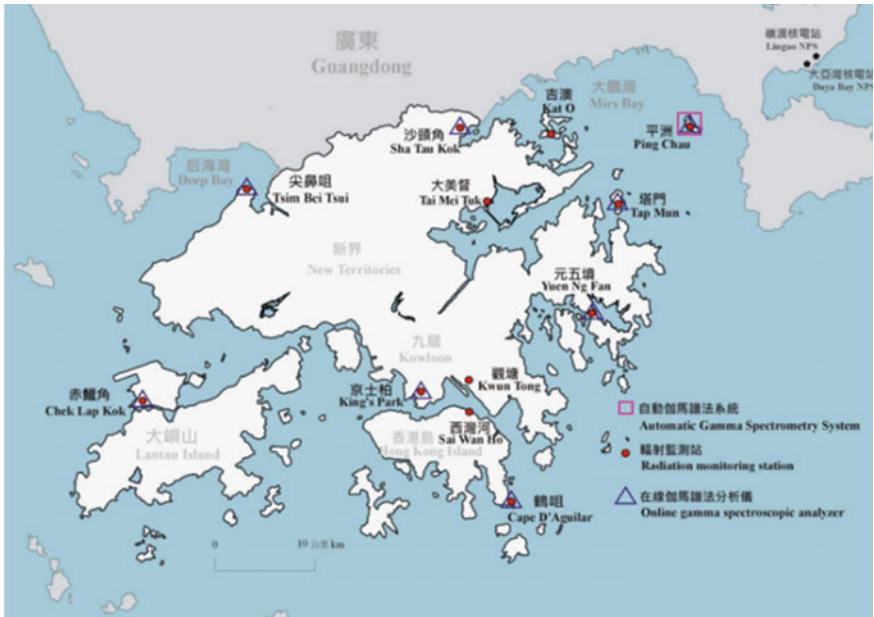 廣東
Guangdong
嶺澳核電站
Lingao NPS
大亞灣核電站
Daya Bay NPS
大鵬灣
Mirs Bay
吉澳
Kat O
沙頭角
Sha Tau Kok
平洲
Ping Chau
后海灣
Deep Bay
尖鼻咀
Tsim Bei Tsui
大美督
Tai Mei Tuk
塔門
Tap Mun
新界
New Territories
元五墳
Yuen Ng Fan
九龍
Kowloon
觀塘
Kwun Tong
赤鱲角
Chek Lap Kok
京士柏
King's Park
西灣河
Sai Wan Ho
大嶼山
Lantau Island
香港島
Hong Kong Island
鶴咀
Cape D'Aguilar
自動伽馬譜法系統
Automatic Gamma Spectrometry System
輻射監測站
Radiation monitoring station
在線伽馬譜法分析儀
Online gamma spectroscopic analyzer
0 10 公里 km